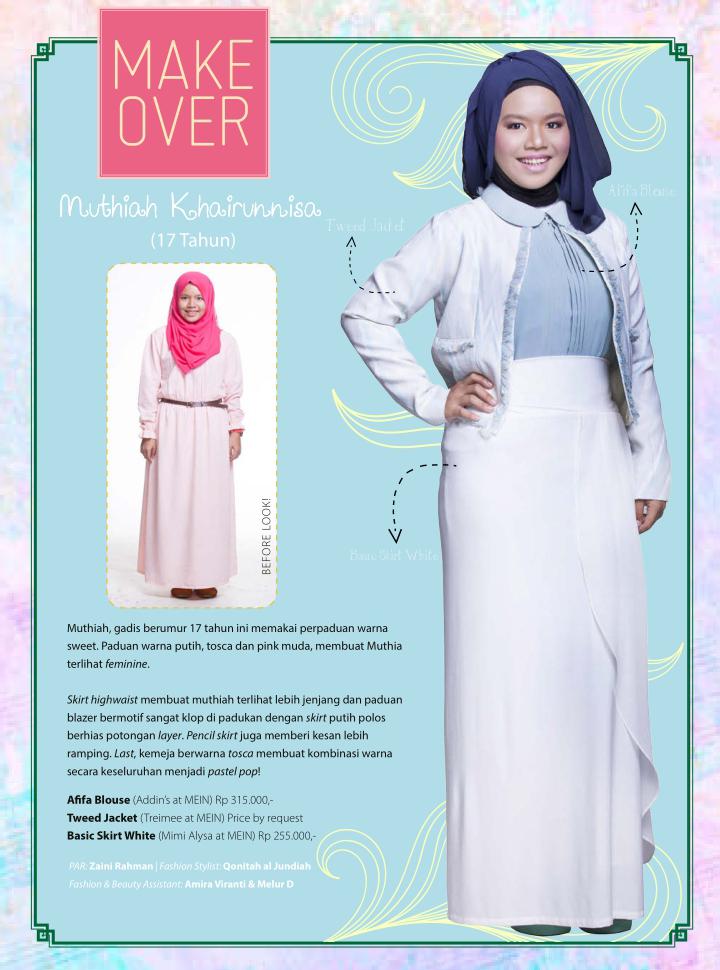 MAKE
OVER
Muthiah Khairunnisa
(17 Tahun)
Afifa Blouse
Tweed Jacket
BEFORE LOOK!
Basic Skirt White
Muthiah, gadis berumur 17 tahun ini memakai perpaduan warna
sweet. Paduan warna putih, tosca dan pink muda, membuat Muthia
terlihat feminine.
Skirt highwaist membuat muthiah terlihat lebih jenjang dan paduan
blazer bermotif sangat klop di padukan dengan skirt putih polos
berhias potongan layer. Pencil skirt juga memberi kesan lebih
ramping. Last, kemeja berwarna tosca membuat kombinasi warna
secara keseluruhan menjadi pastel pop!
Afifa Blouse (Addin's at MEIN) Rp 315.000,-
Tweed Jacket (Treimee at MEIN) Price by request
Basic Skirt White (Mimi Alysa at MEIN) Rp 255.000,-
PAR: Zaini Rahman | Fashion Stylist: Qonitah al Jundiah
Fashion & Beauty Assistant: Amira Viranti & Melur D